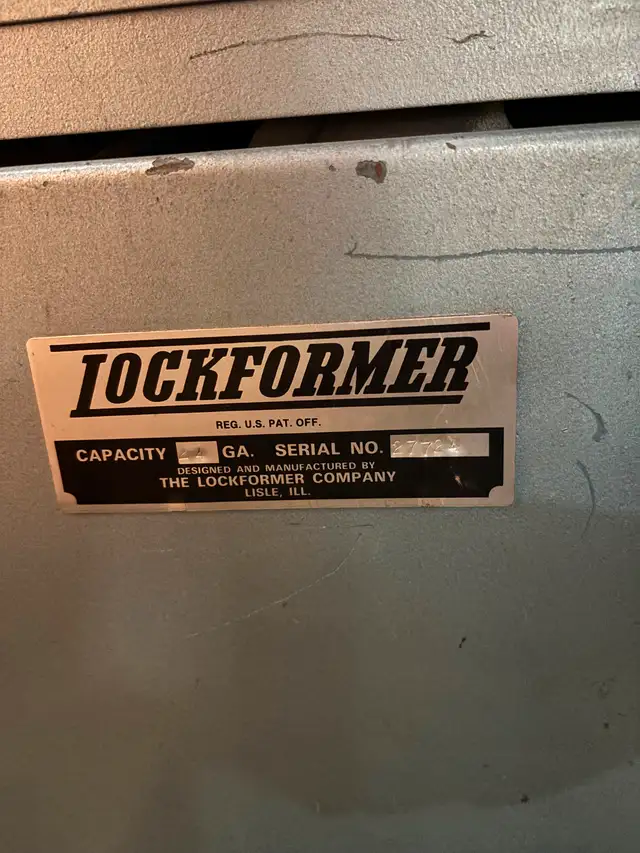 LOCKFORMER
REG. U.S. PAT. OFF.
CAPACITY GA. SERIAL NO.
DESIGNED AND MANUFACTURED BY
THE LOCKFORMER COMPANY
LISLE, ILL.